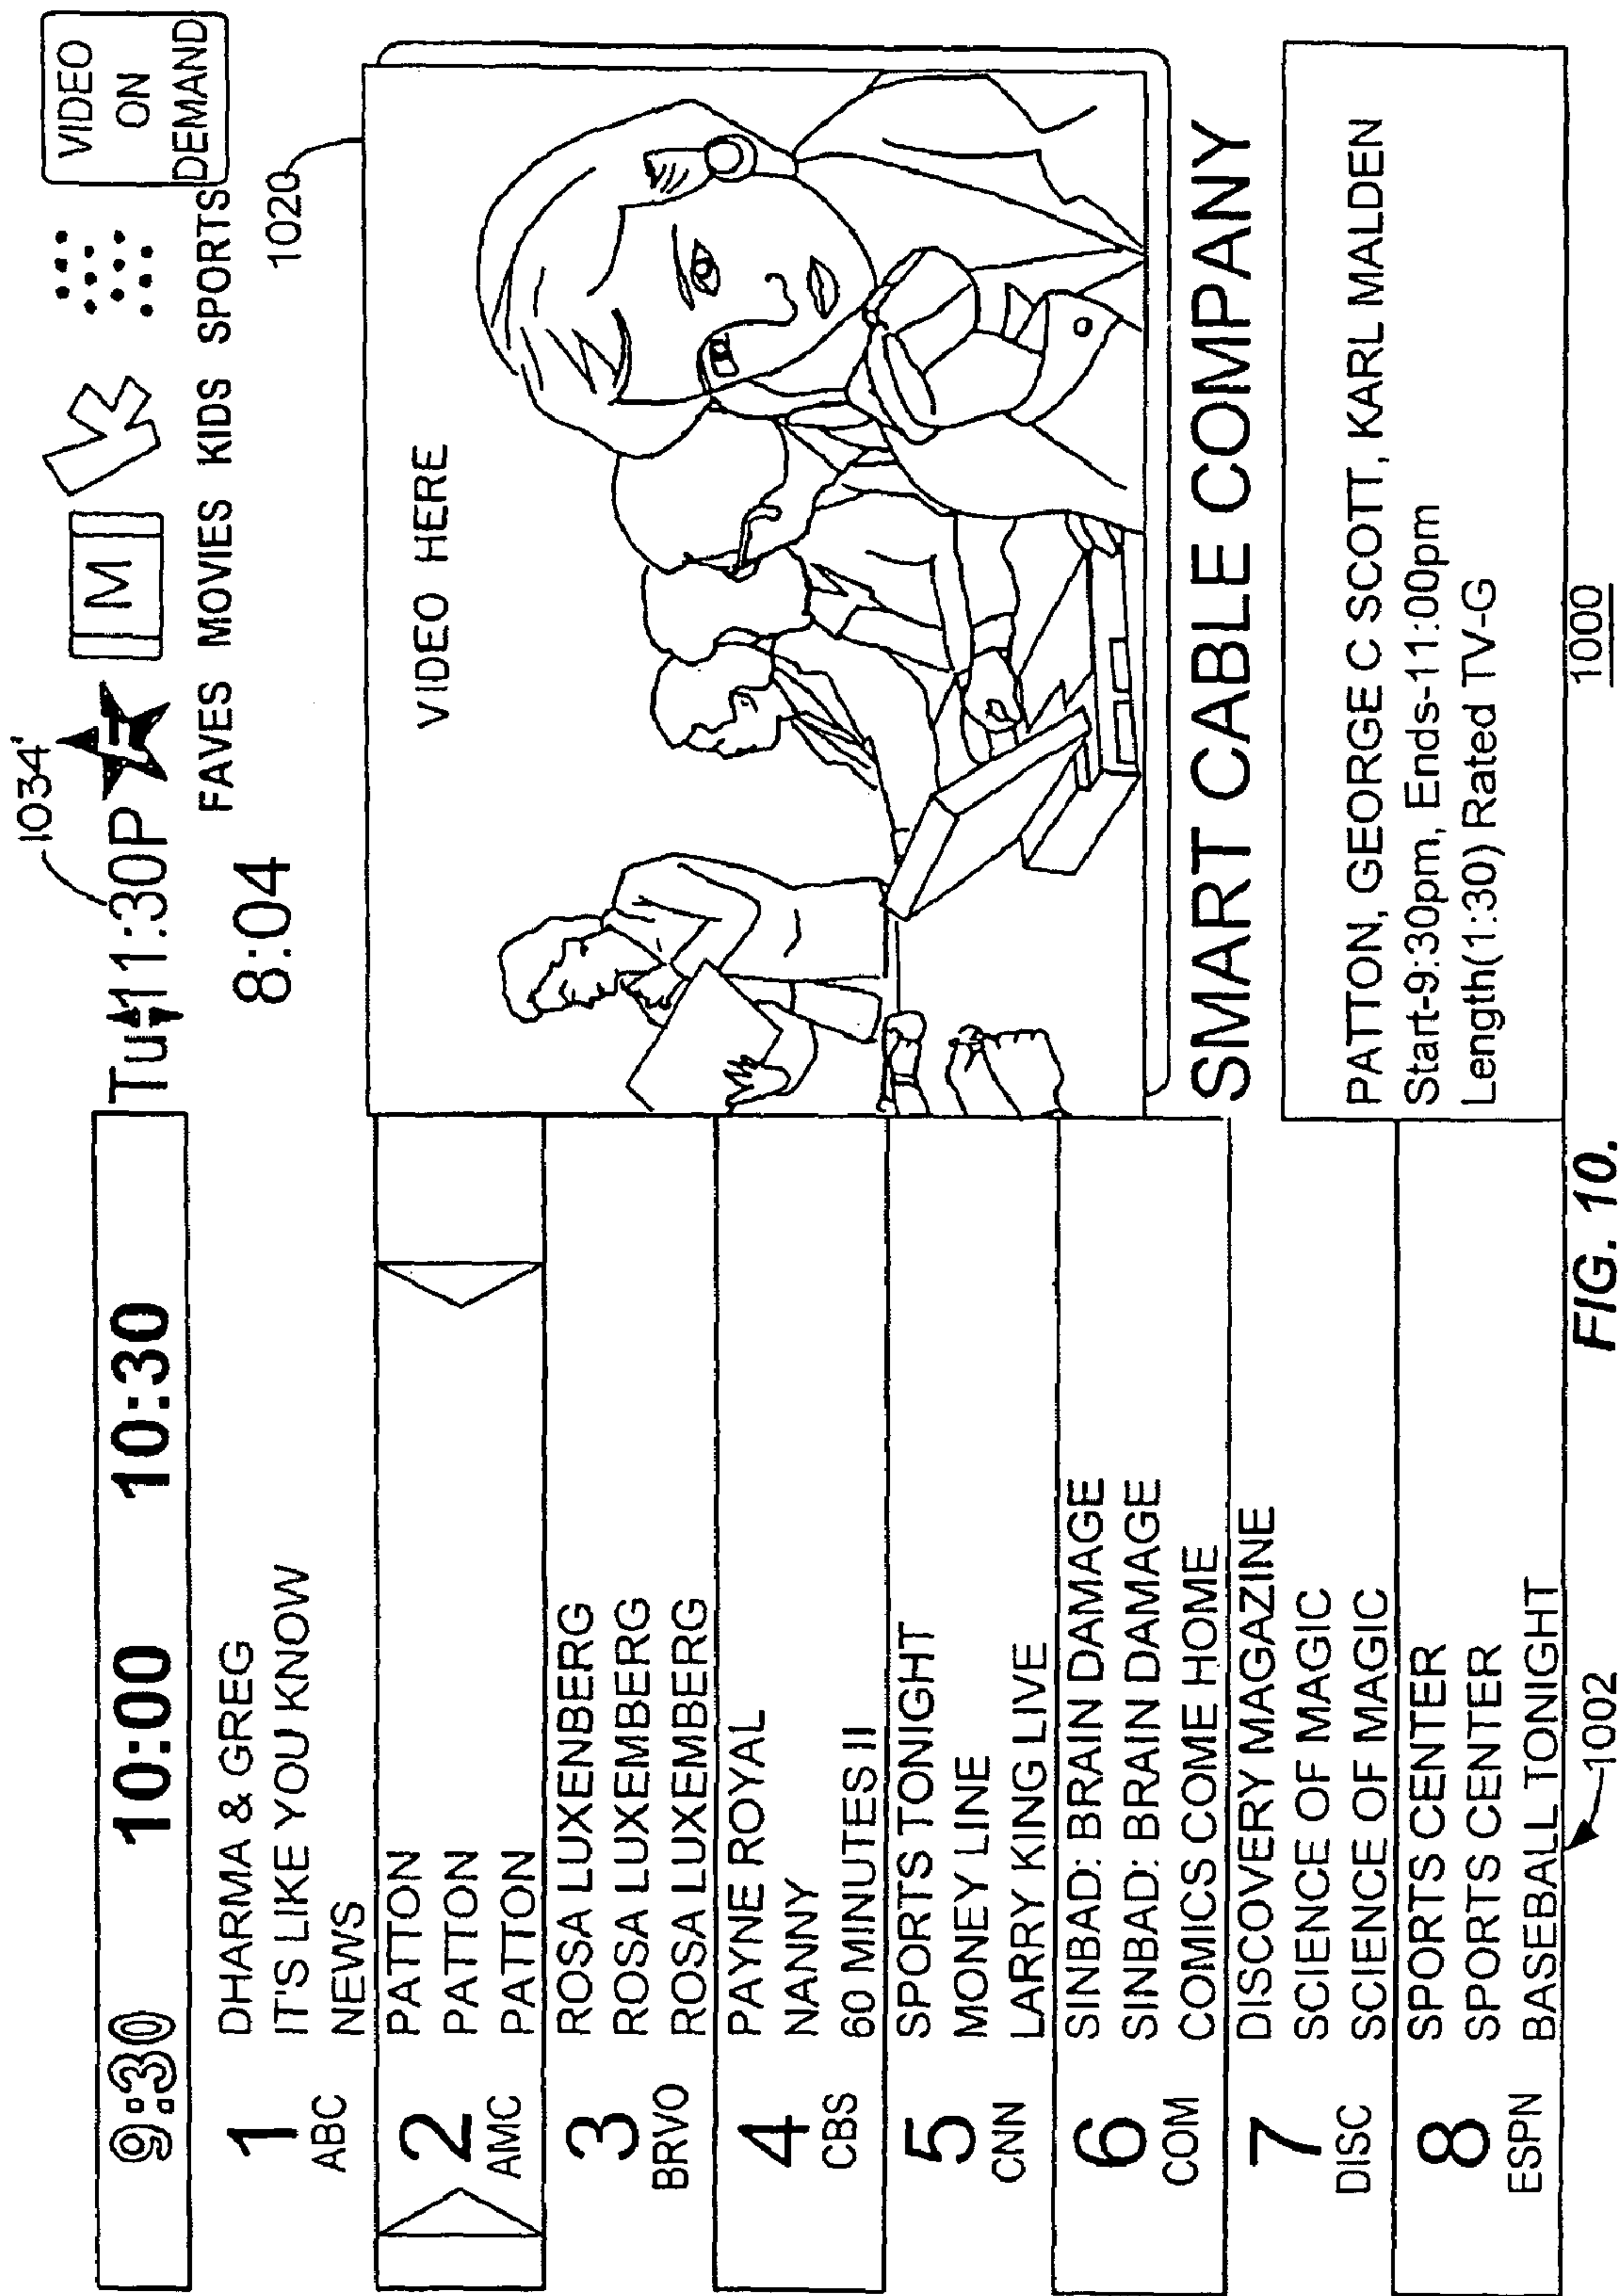 9:30 10:00 10:30
Tu 11:30P
1034'
F
M
VIDEO
ON
DEMAND
FAVES MOVIES KIDS SPORTS
8:04
1020
1
ABC
DHARMA & GREG
IT'S LIKE YOU KNOW
NEWS
2
AMC
PATTON
PATTON
PATTON
3
BRVO
ROSA LUXENBERG
ROSA LUXEMBERG
ROSA LUXEMBERG
4
CBS
PAYNE ROYAL
NANNY
60 MINUTES II
5
CNN
SPORTS TONIGHT
MONEY LINE
LARRY KING LIVE
6
COM
SINBAD: BRAIN DAMAGE
SINBAD: BRAIN DAMAGE
COMICS COME HOME
7
DISC
DISCOVERY MAGAZINE
SCIENCE OF MAGIC
SCIENCE OF MAGIC
8
ESPN
SPORTS CENTER
SPORTS CENTER
BASEBALL TONIGHT
VIDEO HERE
SMART CABLE COMPANY
PATTON, GEORGE C SCOTT, KARL MALDEN
Start-9:30pm, Ends-11:00pm
Length(1:30) Rated TV-G
1002
FIG. 10.
1000